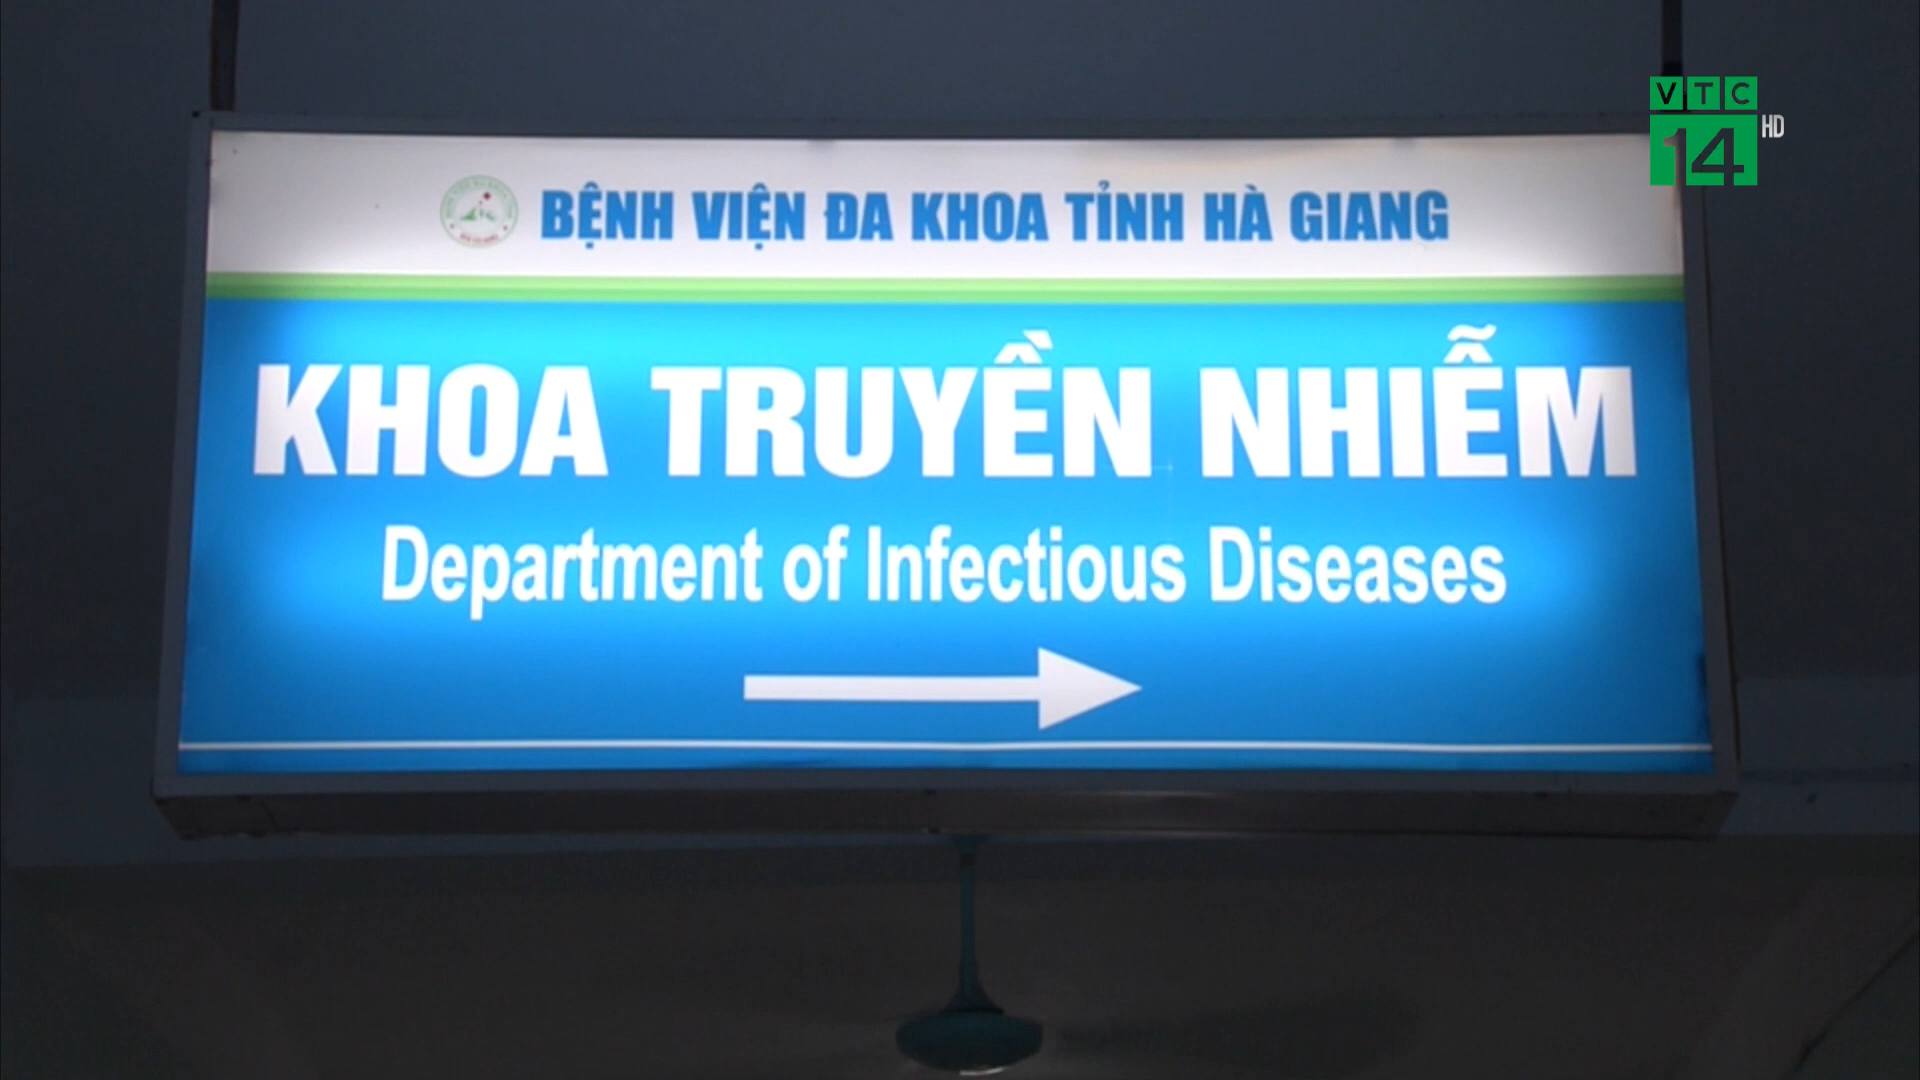 VTC
14 HD
BỆNH VIỆN ĐA KHOA TỈNH HÀ GIANG
KHOA TRUYỀN NHIỄM
Department of Infectious Diseases